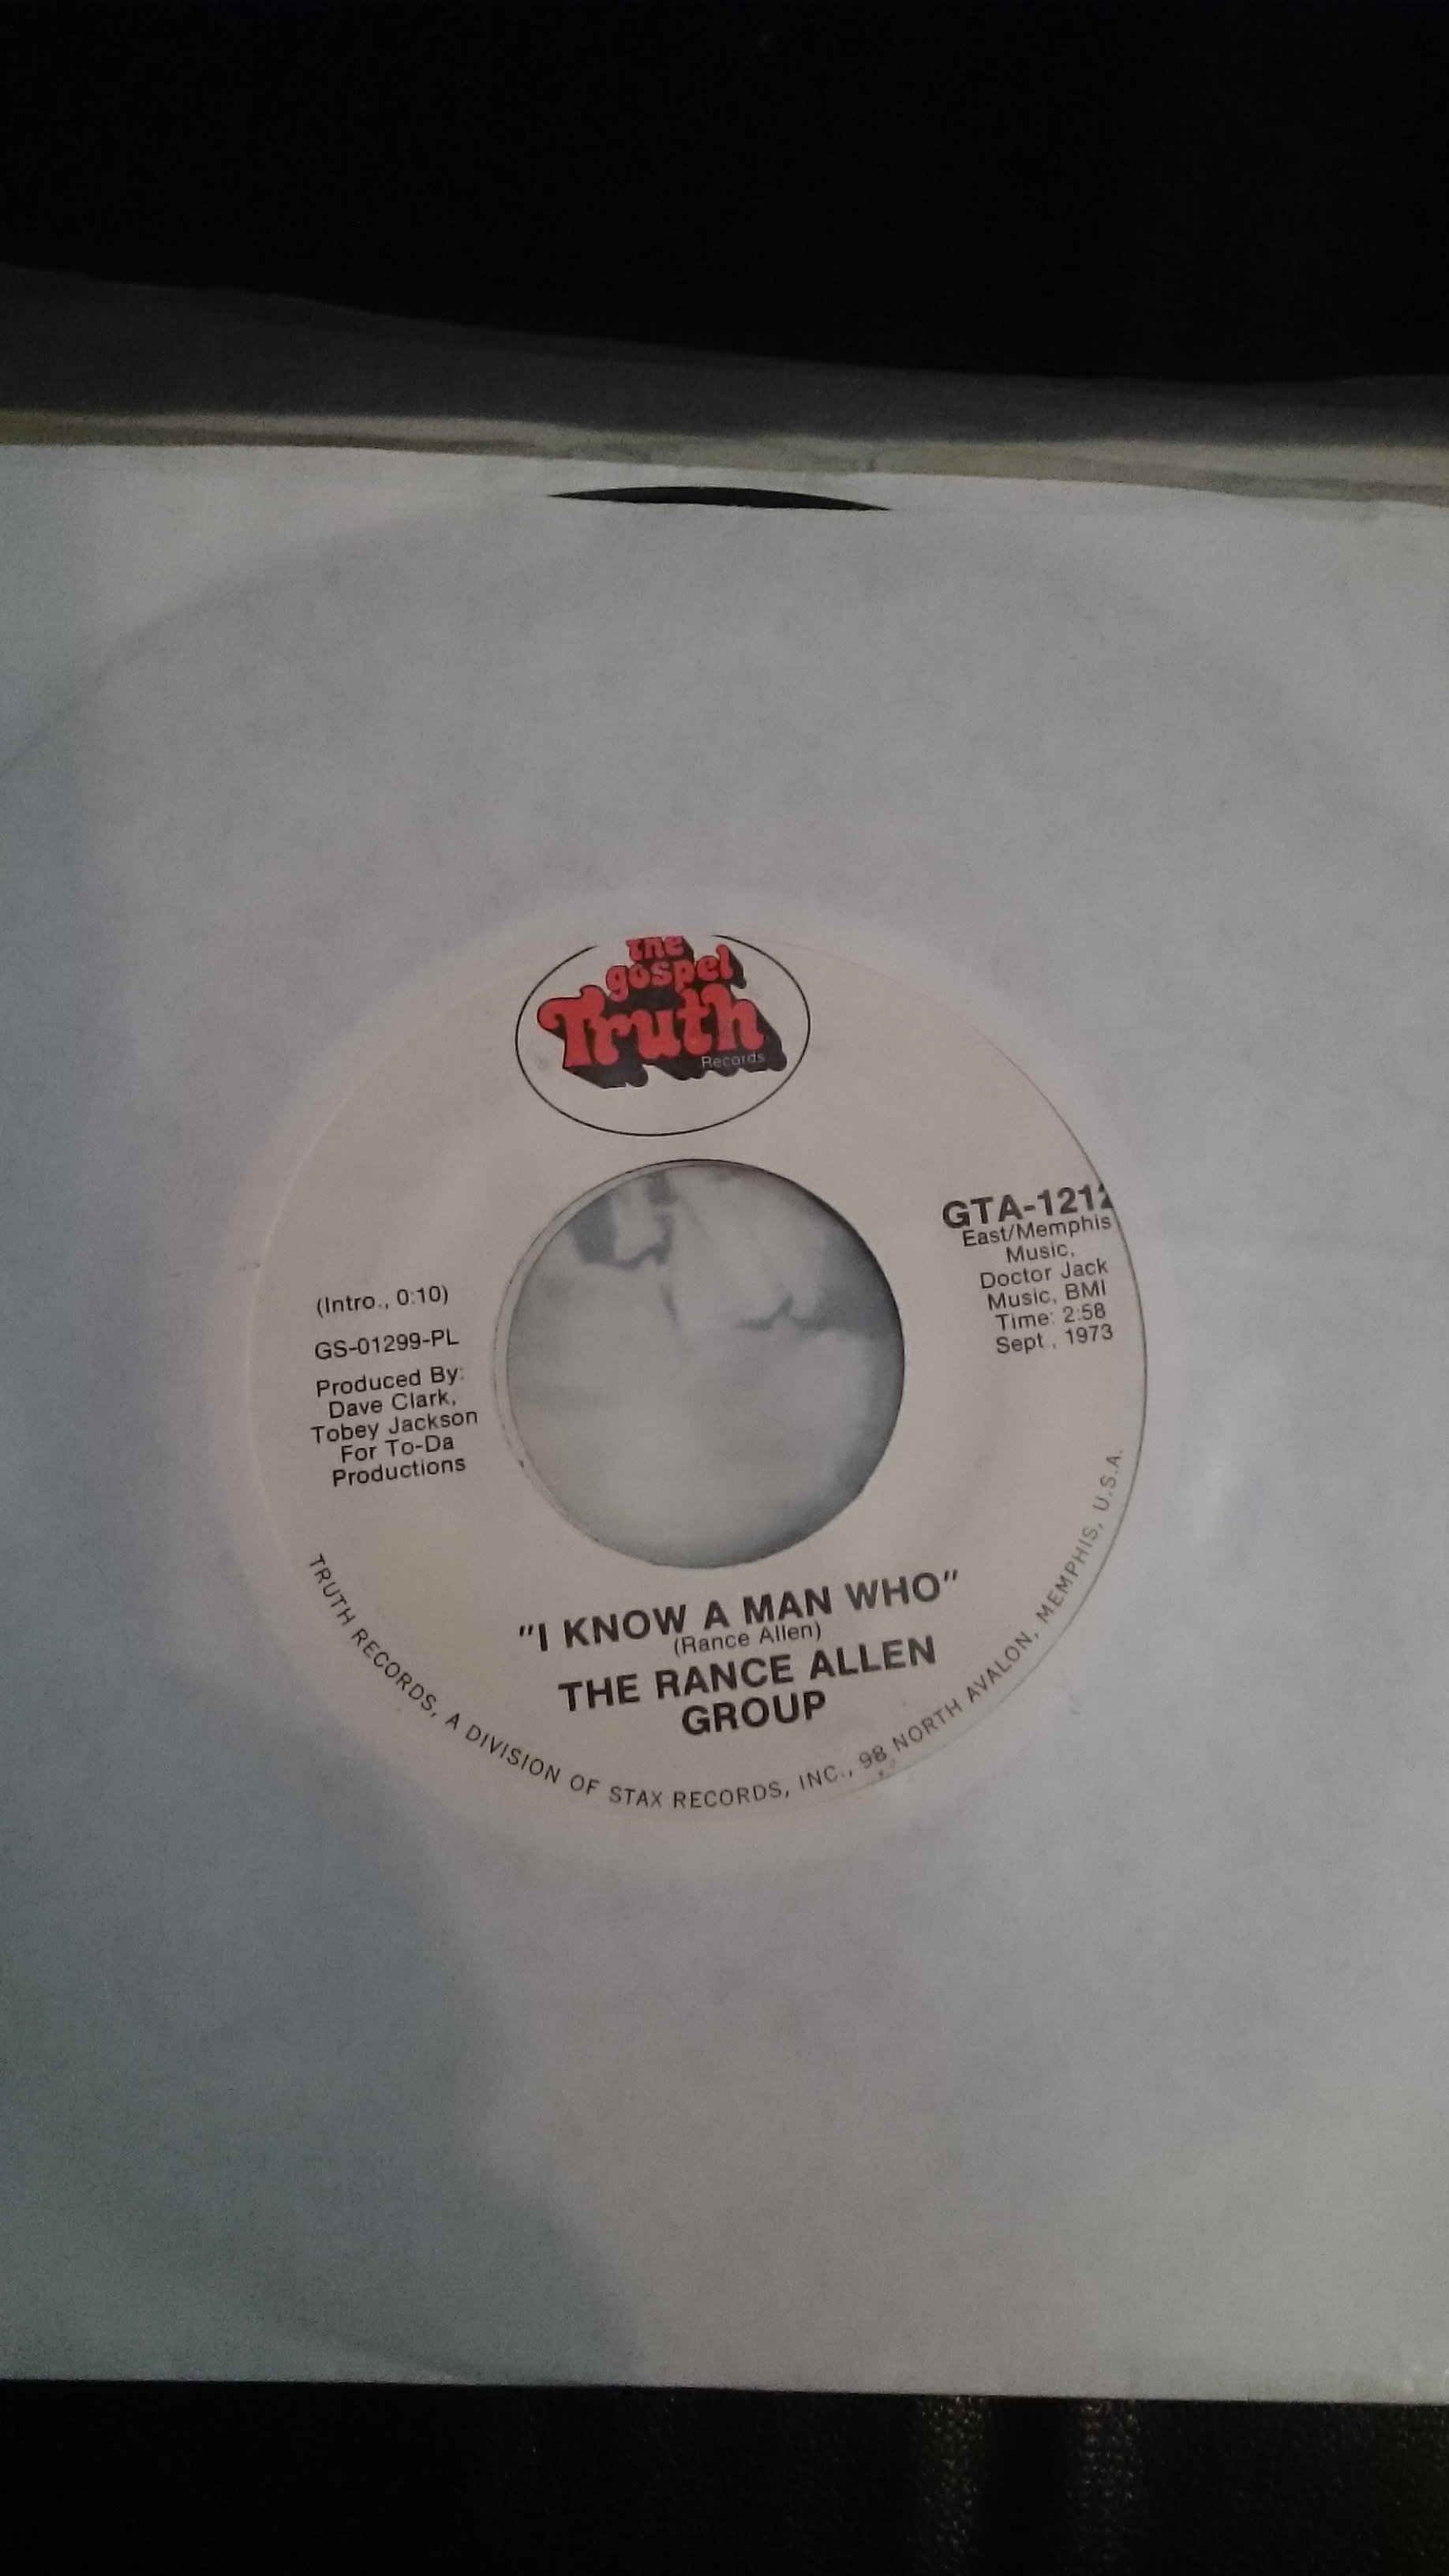 the
gospel
Truth
Records
GTA-1212
East/Memphis
Music,
Doctor Jack
Music, BMI
Time: 2:58
Sept., 1973
(Intro., 0:10)
GS-01299-PL
Produced By:
Dave Clark,
Tobey Jackson
For To-Da
Productions
"I KNOW A MAN WHO"
(Rance Allen)
THE RANCE ALLEN
GROUP
TRUTH RECORDS, A DIVISION OF STAX RECORDS, INC., 98 NORTH AVALON, MEMPHIS, U.S.A.